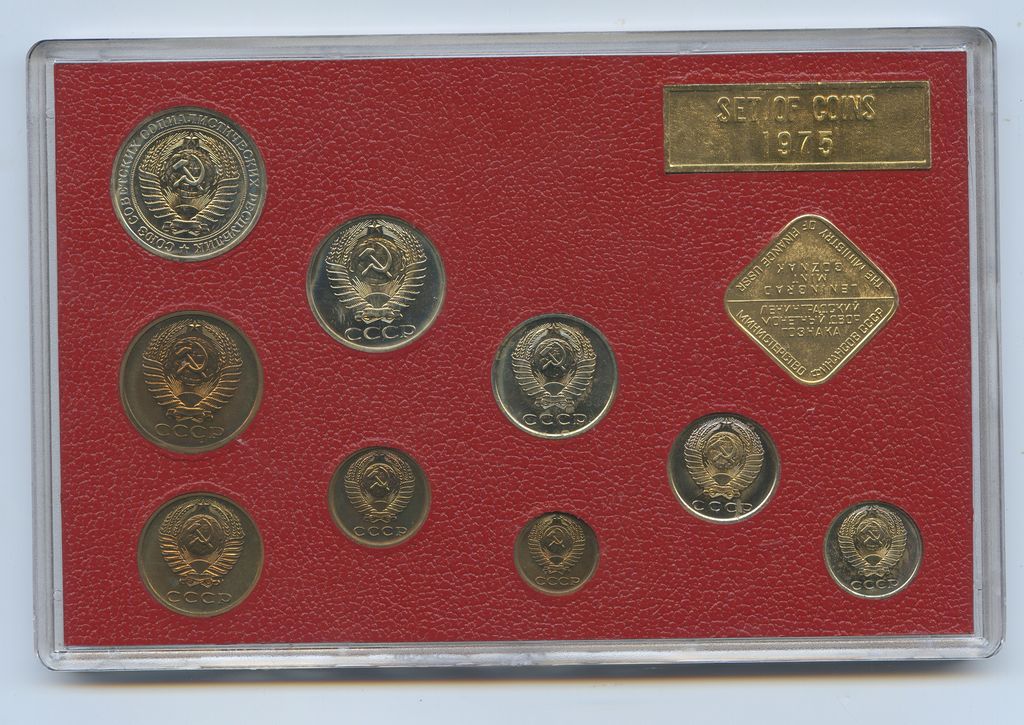 SET OF COINS
1975
СОЮЗ СОВЕТСКИХ СОЦИАЛИСТИЧЕСКИХ РЕСПУБЛИК ★
СССР
THE MINISTRY OF FINANCE USSR
LENINGRAD
MINT
GOZNAK
ЛЕНИНГРАДСКИЙ
МОНЕТНЫЙ ДВОР
ГОЗНАКА
МИНИСТЕРСТВО ФИНАНСОВ СССР
СССР
СССР
СССР
СССР
СССР
СССР
СССР